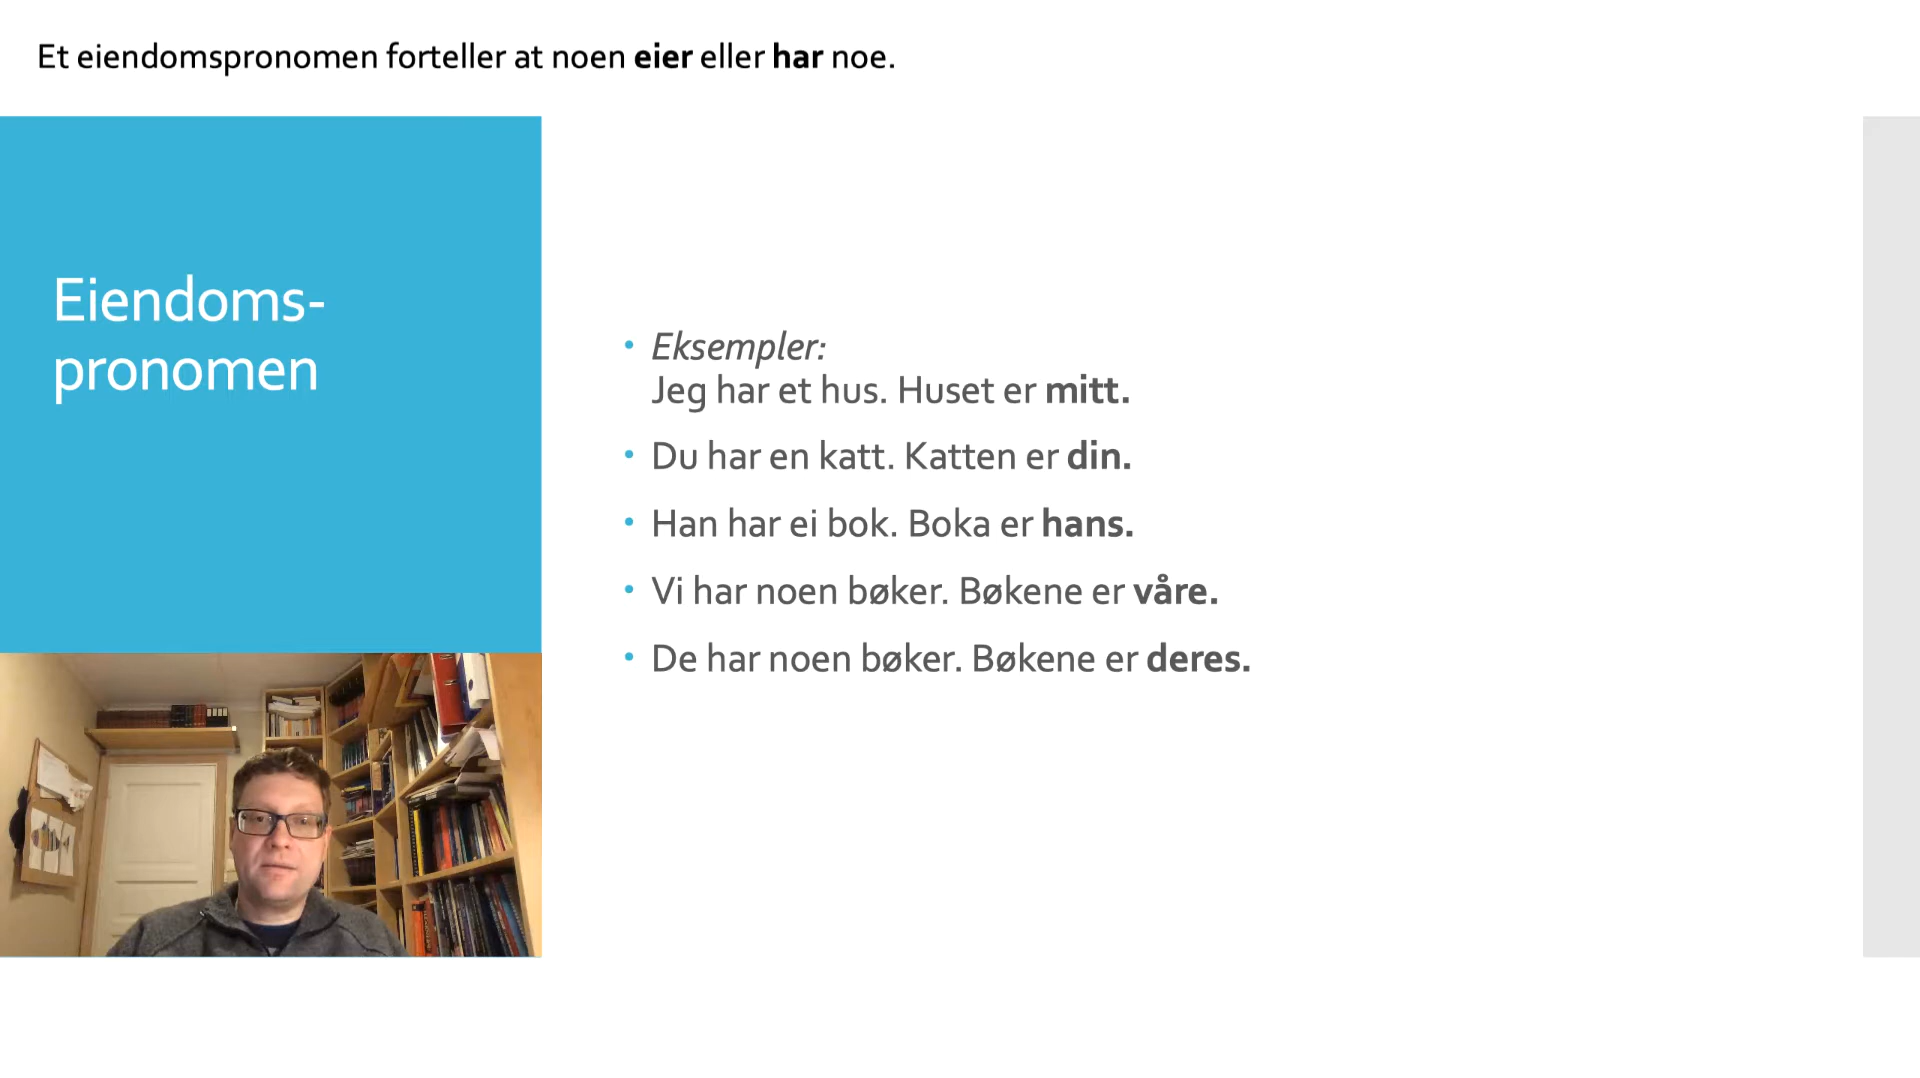 Et eiendomspronomen forteller at noen eier eller har noe.
Eiendoms-
pronomen
• Eksempler:
Jeg har et hus. Huset er mitt.
• Du har en katt. Katten er din.
• Han har ei bok. Boka er hans.
• Vi har noen bøker. Bøkene er våre.
• De har noen bøker. Bøkene er deres.